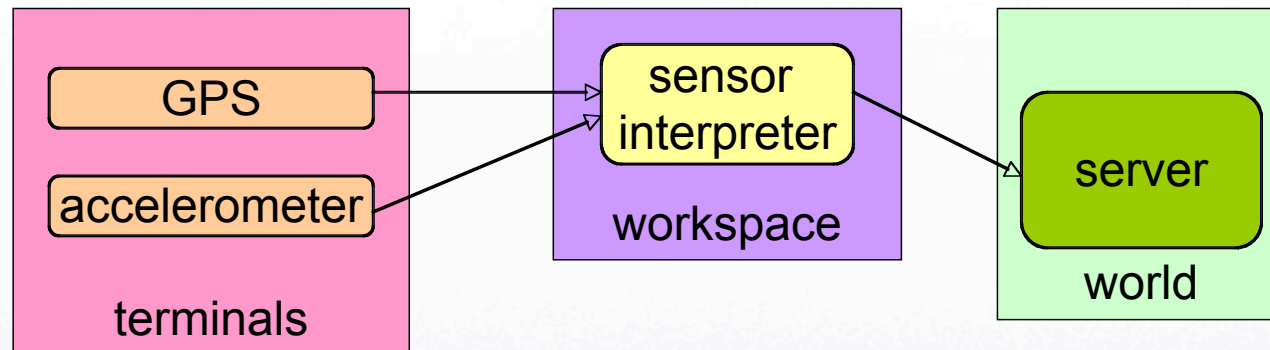 GPS
accelerometer
terminals
sensor
interpreter
workspace
server
world